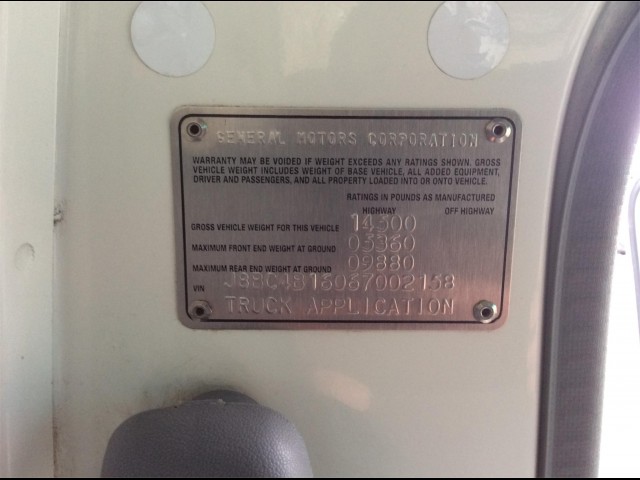 GENERAL MOTORS CORPORATION
WARRANTY MAY BE VOIDED IF WEIGHT EXCEEDS ANY RATINGS SHOWN. GROSS
VEHICLE WEIGHT INCLUDES WEIGHT OF BASE VEHICLE, ALL ADDED EQUIPMENT,
DRIVER AND PASSENGERS, AND ALL PROPERTY LOADED INTO OR ONTO VEHICLE.
RATINGS IN POUNDS AS MANUFACTURED
HIGHWAY OFF HIGHWAY
GROSS VEHICLE WEIGHT FOR THIS VEHICLE 14500
MAXIMUM FRONT END WEIGHT AT GROUND 05360
MAXIMUM REAR END WEIGHT AT GROUND 09880
VIN
TRUCK APPLICATION